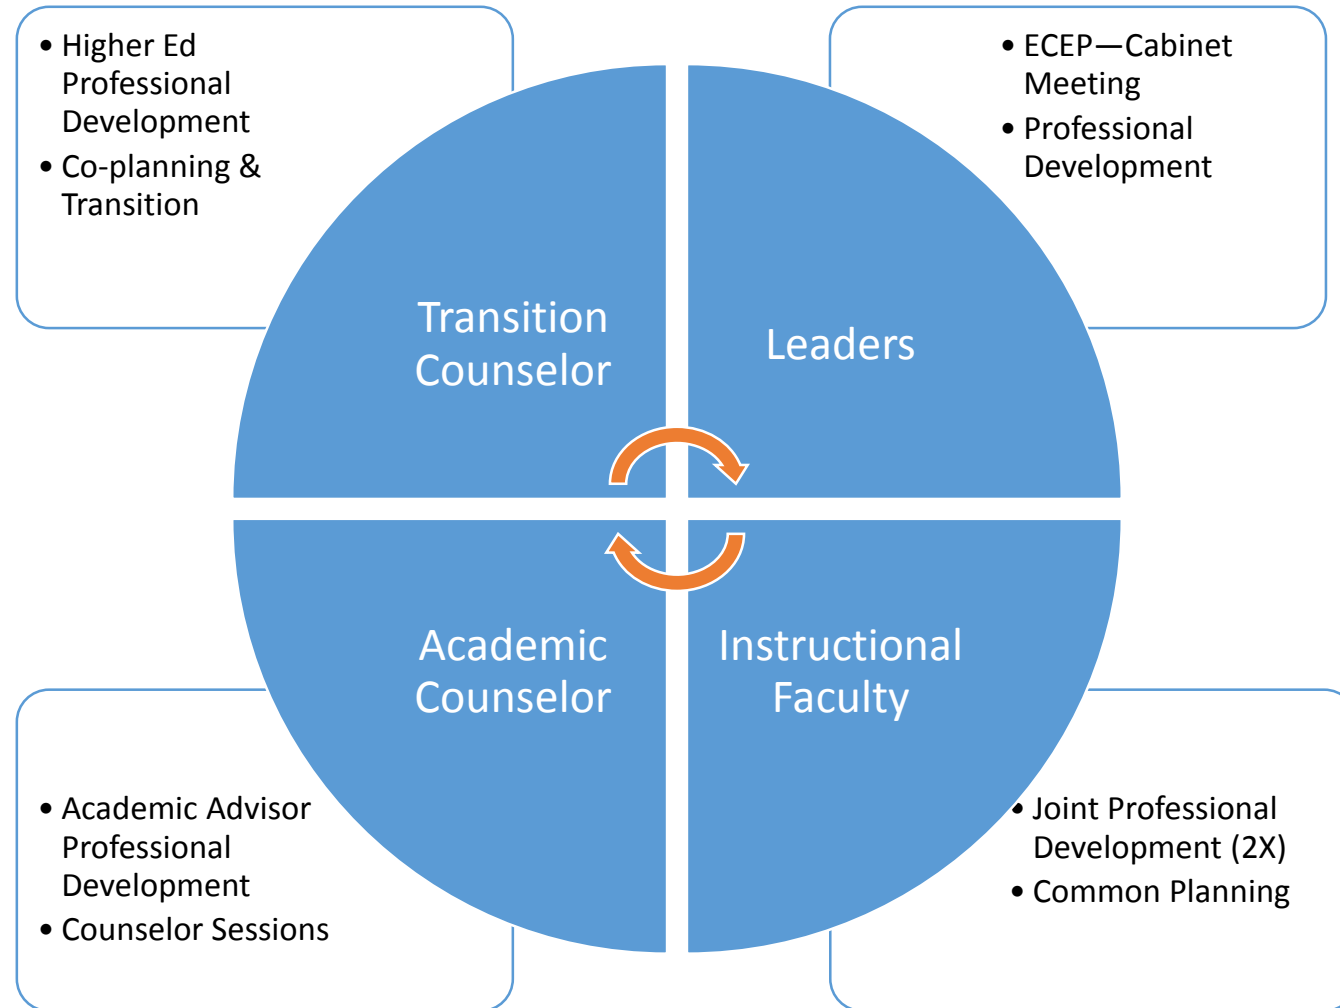 • Higher Ed
Professional
Development
• Co-planning &
Transition
• ECEP—Cabinet
Meeting
• Professional
Development
Transition
Counselor
Leaders
Academic
Counselor
Instructional
Faculty
• Academic Advisor
Professional
Development
• Counselor Sessions
• Joint Professional
Development (2X)
• Common Planning